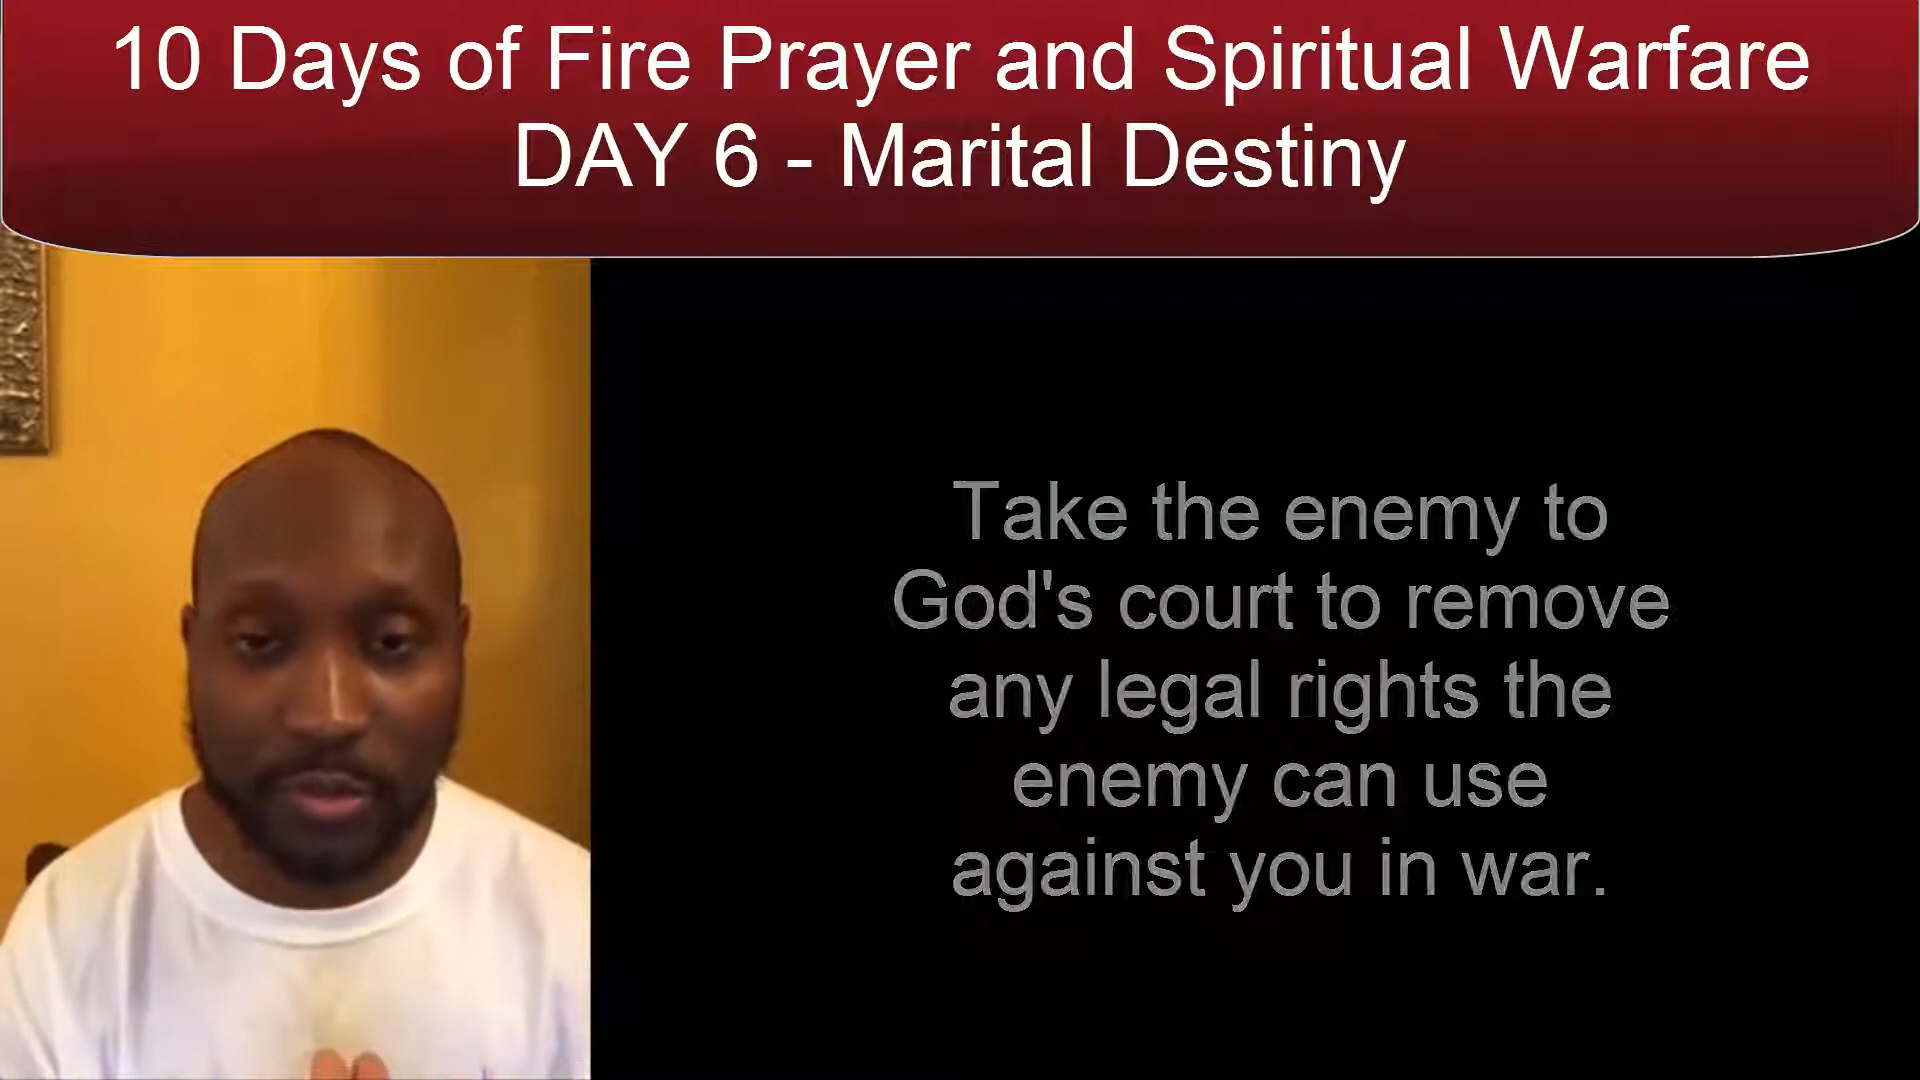 10 Days of Fire Prayer and Spiritual Warfare
DAY 6 - Marital Destiny
Take the enemy to
God's court to remove
any legal rights the
enemy can use
against you in war.